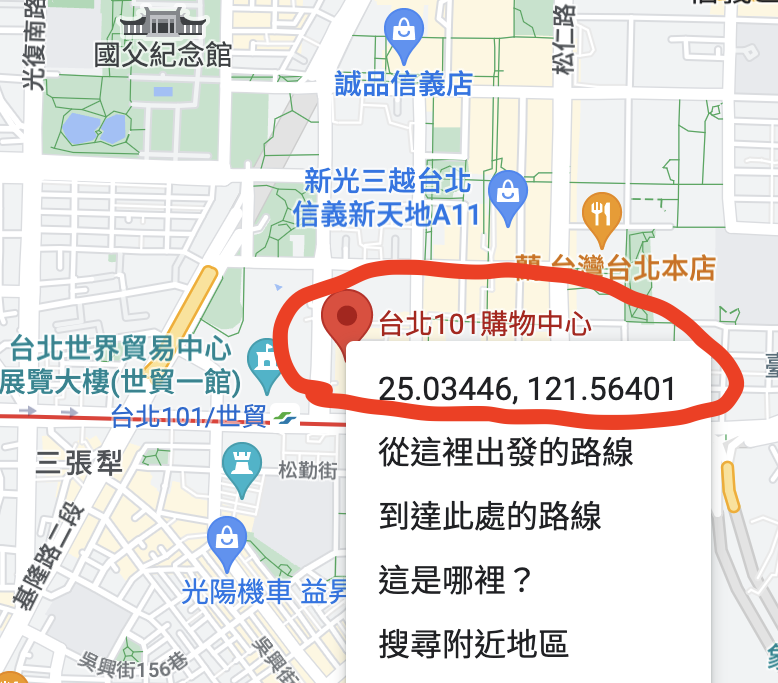 光復南路
國父紀念館
誠品信義店
松仁路
新光三越台北
信義新天地A11
蘭 台灣台北本店
台北101購物中心
台北世界貿易中心
展覽大樓(世貿一館)
25.03446, 121.56401
台北101/世貿
三張犁
松勤街
從這裡出發的路線
到達此處的路線
基隆路二段
這是哪裡？
光陽機車 益昇
搜尋附近地區
吳興街156巷
吳興街